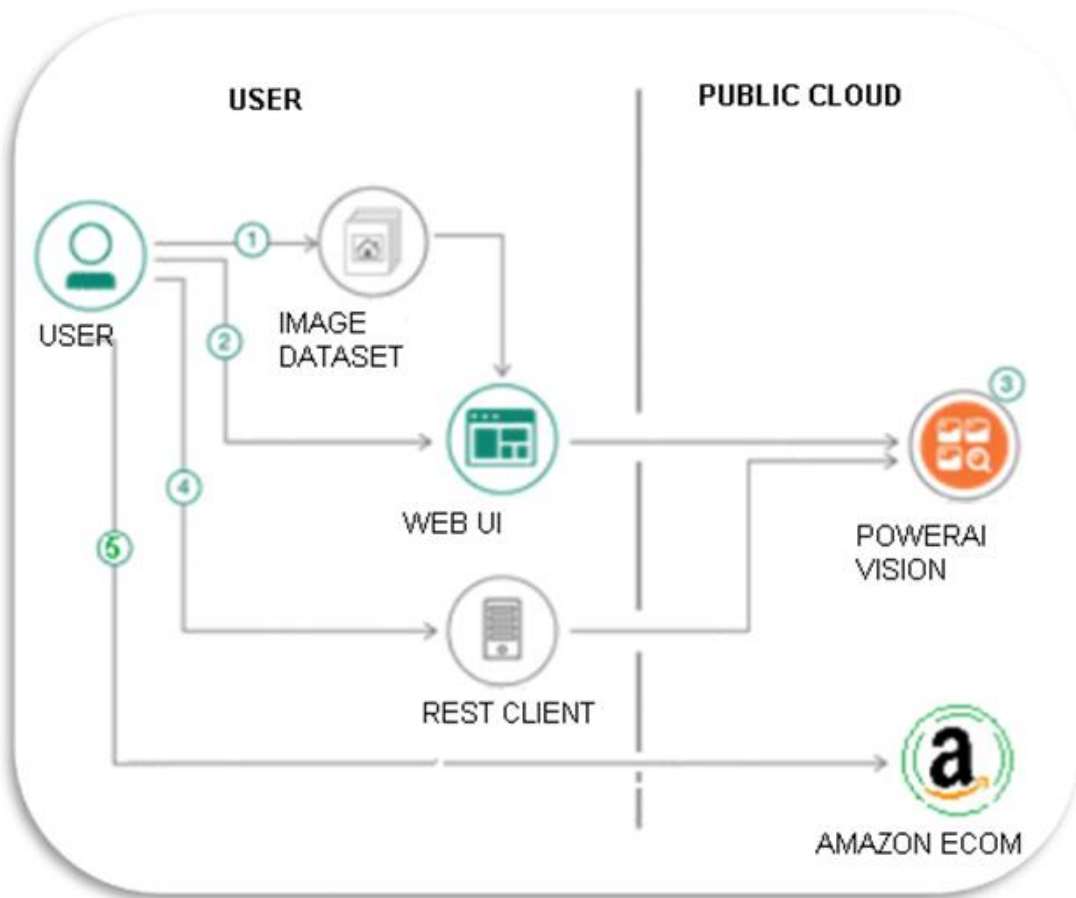 USER
PUBLIC CLOUD
1
USER
IMAGE
DATASET
2
3
WEB UI
4
POWERAI
VISION
5
REST CLIENT
a
AMAZON ECOM